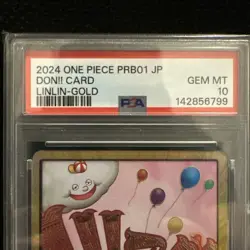 2024 ONE PIECE PRB01 JP
DON!! CARD
GEM MT
LINLIN-GOLD
PSA
10
142856799